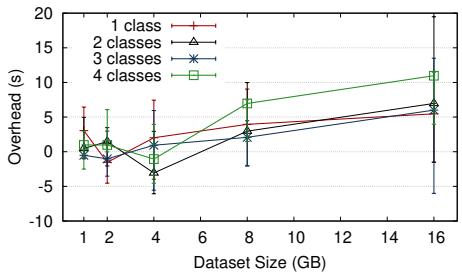 1 class
2 classes
3 classes
4 classes
20
15
10
5
0
-5
-10
Overhead (s)
1 2 4 6 8 10 12 14 16
Dataset Size (GB)